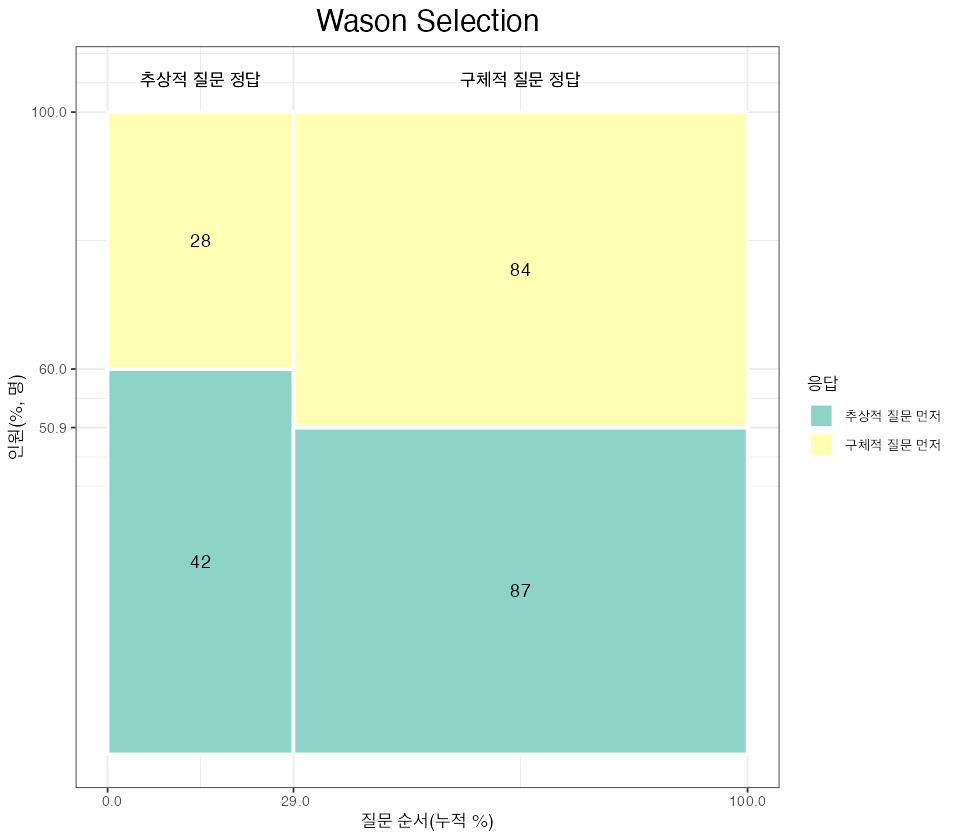 Wason Selection
추상적 질문 정답
구체적 질문 정답
100.0
60.0
50.9
28
84
42
87
인원(%, 명)
0.0
29.0
100.0
질문 순서(누적 %)
응답
추상적 질문 먼저
구체적 질문 먼저